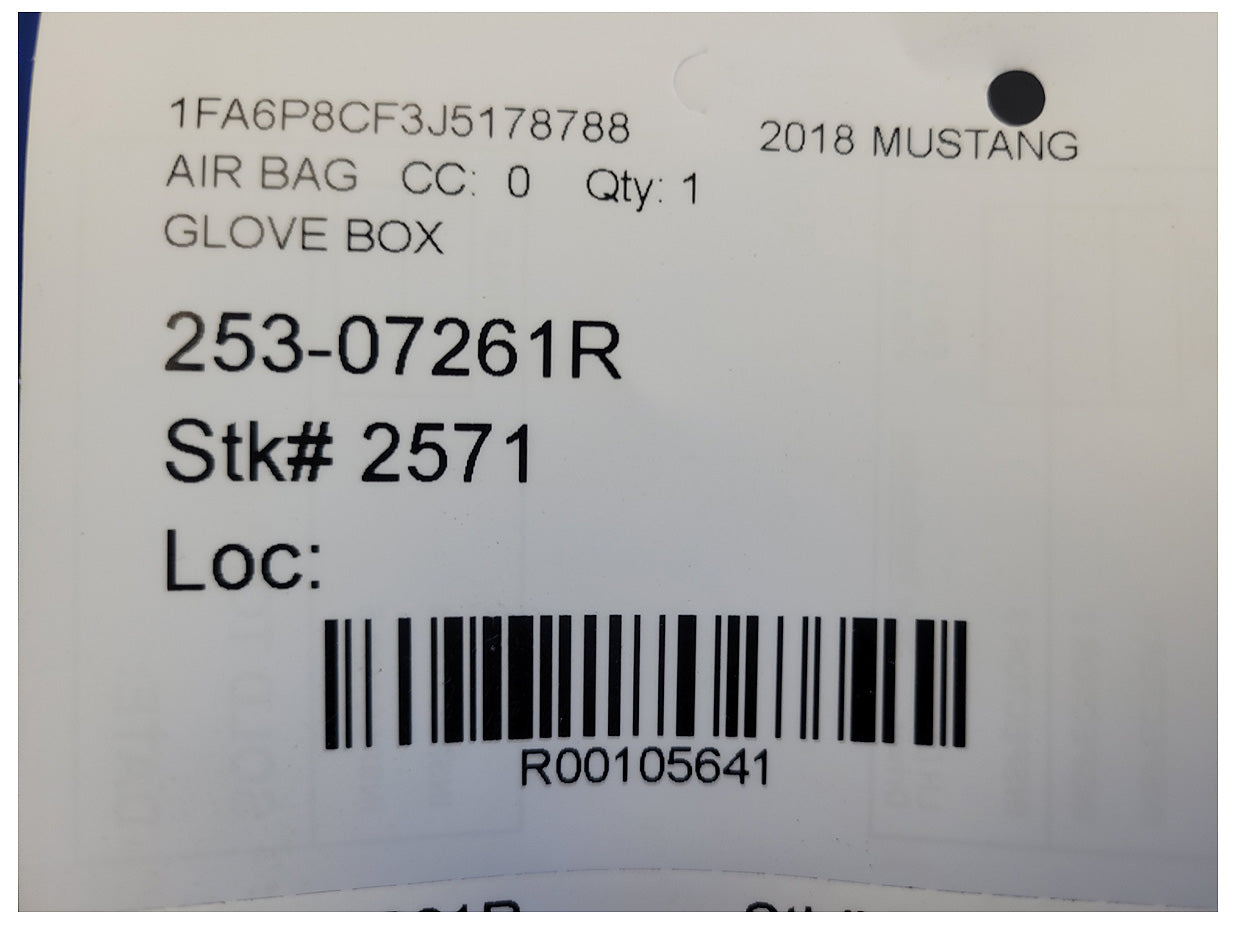 1FA6P8CF3J5178788 2018 MUSTANG
AIR BAG CC: 0 Qty: 1
GLOVE BOX
253-07261R
Stk# 2571
Loc:
R00105641